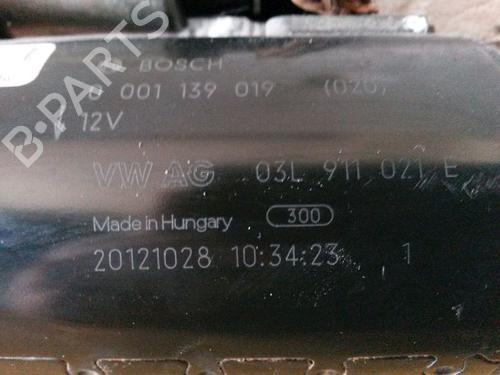 BOSCH
0 001 139 019 (020)
12V
VW AG 03L 911 021 E
Made in Hungary 300
20121028 10:34:23 1
B-PARTS